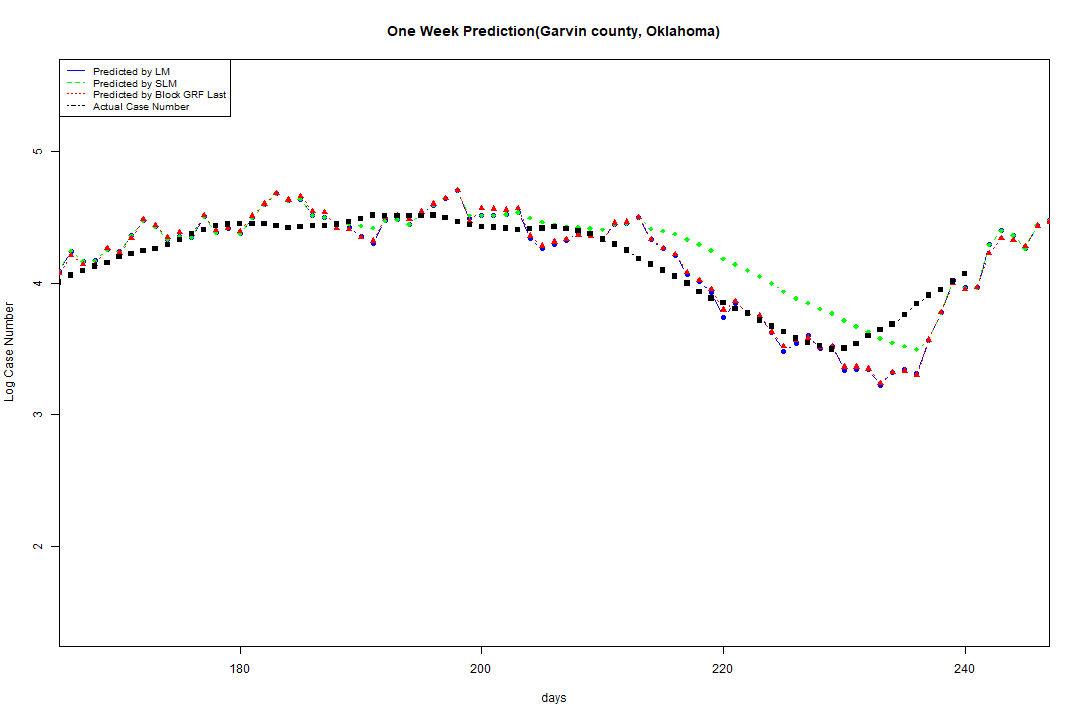 One Week Prediction(Garvin county, Oklahoma)
Predicted by LM
Predicted by SLM
Predicted by Block GRF Last
Actual Case Number
5
4
3
2
Log Case Number
180 200 220 240
days